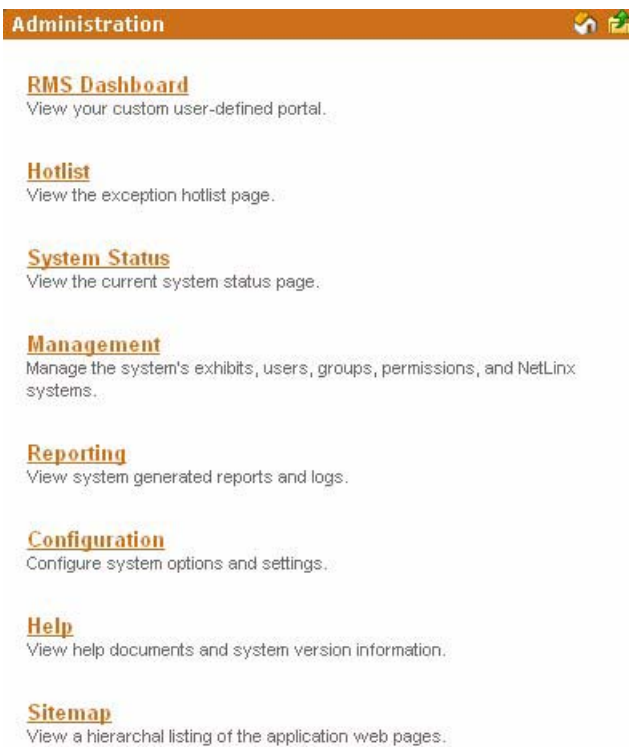 Administration
RMS Dashboard
View your custom user-defined portal.
Hotlist
View the exception hotlist page.
System Status
View the current system status page.
Management
Manage the system's exhibits, users, groups, permissions, and NetLinx
systems.
Reporting
View system generated reports and logs.
Configuration
Configure system options and settings.
Help
View help documents and system version information.
Sitemap
View a hierarchal listing of the application web pages.